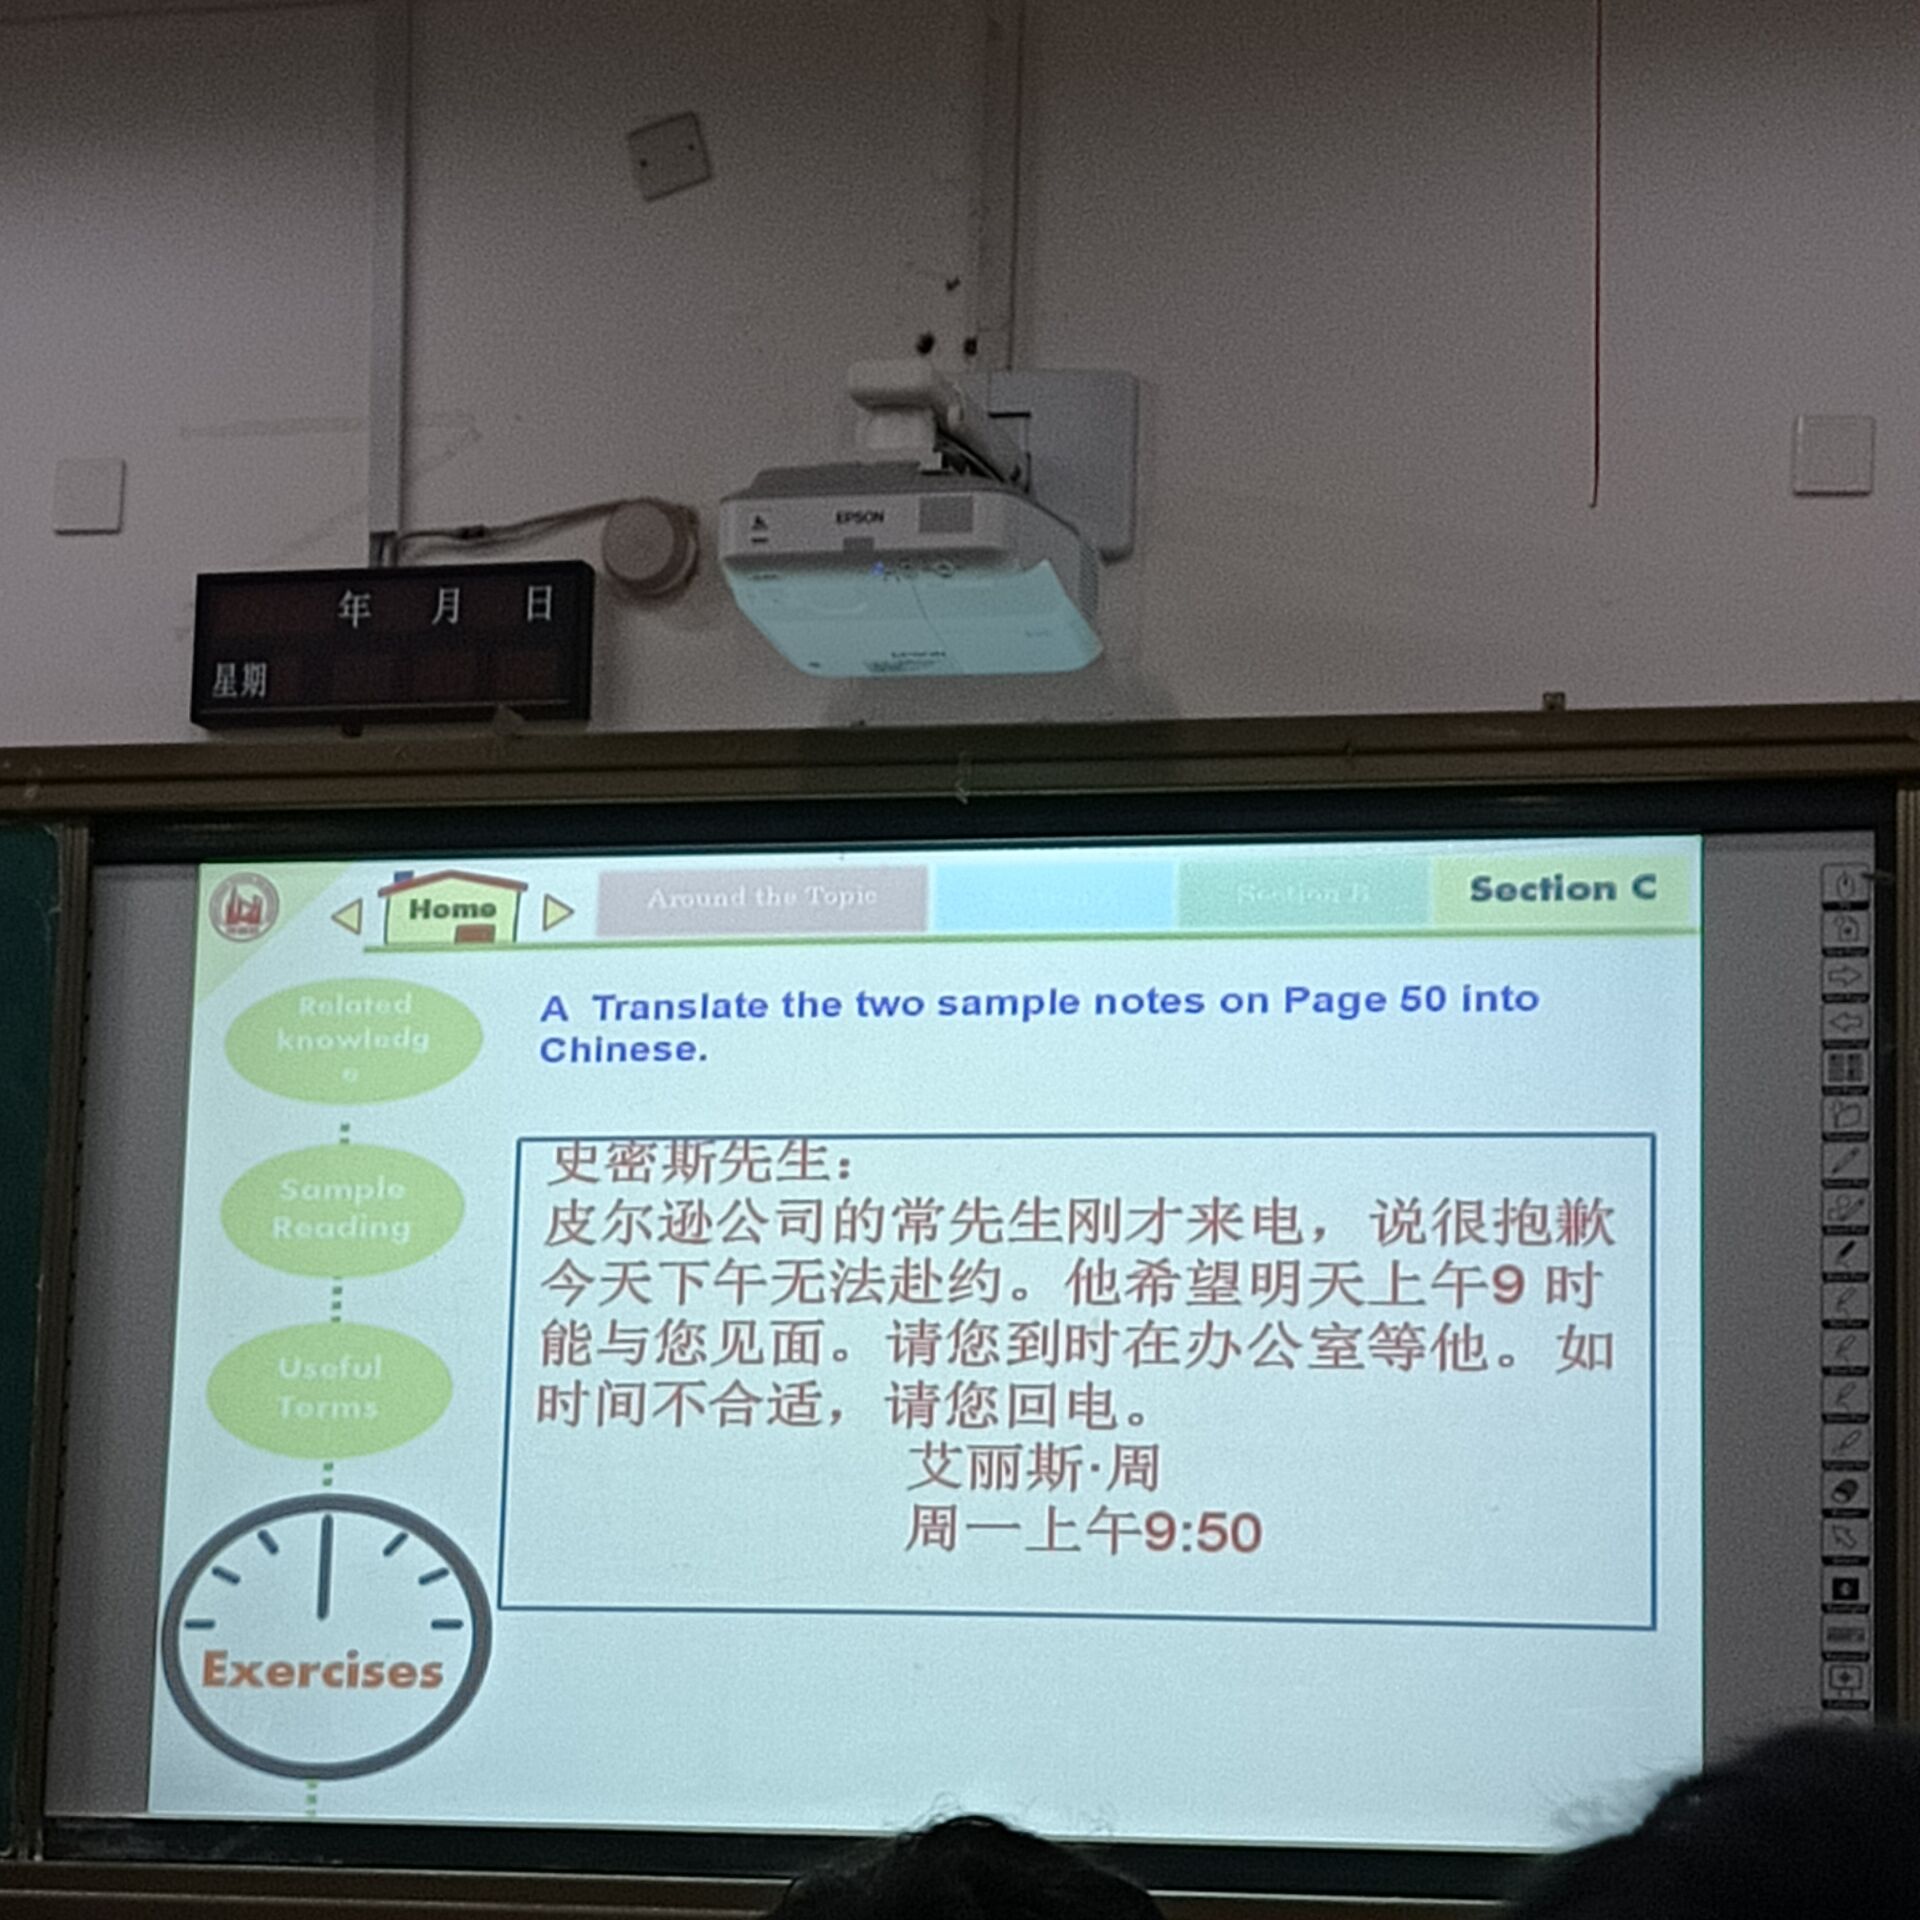 EPSON
年 月 日
星期
Home
Around the Topic
Section B
Section C
Related
knowledg
e
Sample
Reading
Useful
Terms
Exercises
A Translate the two sample notes on Page 50 into
Chinese.
史密斯先生：
皮尔逊公司的常先生刚才来电，说很抱歉
今天下午无法赴约。他希望明天上午9 时
能与您见面。请您到时在办公室等他。如
时间不合适，请您回电。
艾丽斯·周
周一上午9:50